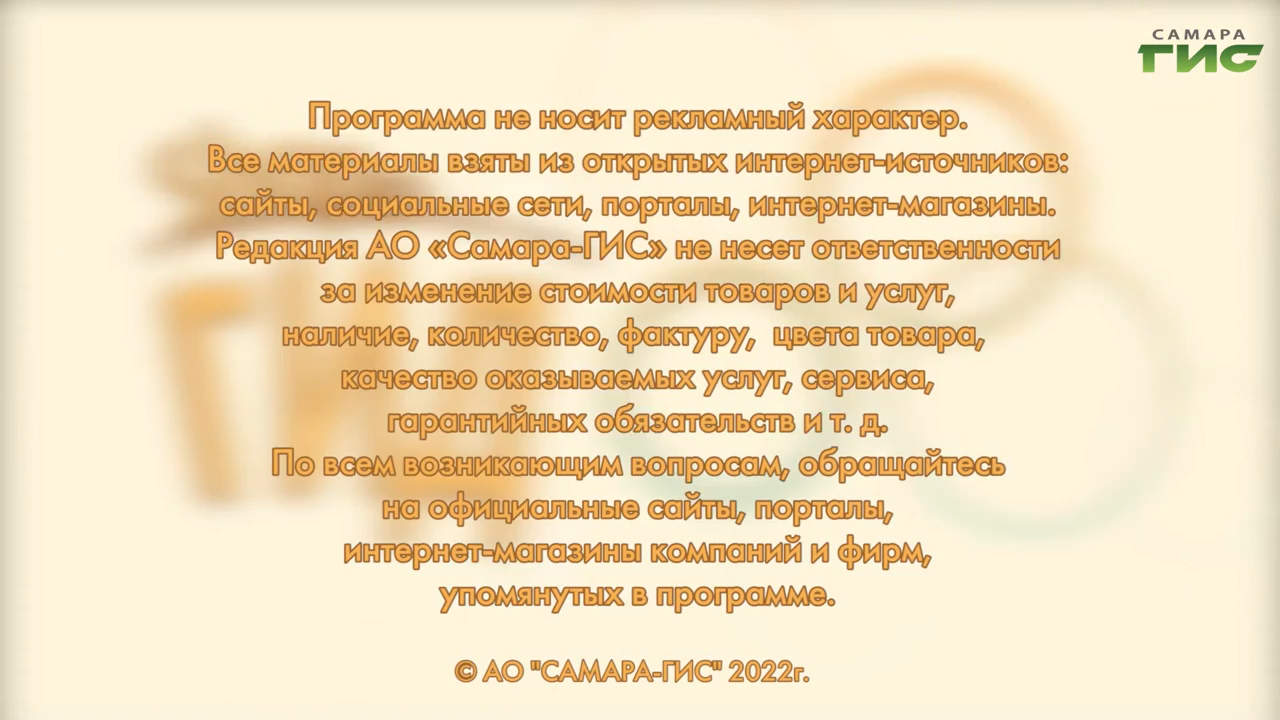 САМАРА
ГИС
Программа не носит рекламный характер.
Все материалы взяты из открытых интернет-источников:
сайты, социальные сети, порталы, интернет-магазины.
Редакция АО «Самара-ГИС» не несет ответственности
за изменение стоимости товаров и услуг,
наличие, количество, фактуру, цвета товара,
качество оказываемых услуг, сервиса,
гарантийных обязательств и т. д.
По всем возникающим вопросам, обращайтесь
на официальные сайты, порталы,
интернет-магазины компаний и фирм,
упомянутых в программе.
© АО "САМАРА-ГИС" 2022г.